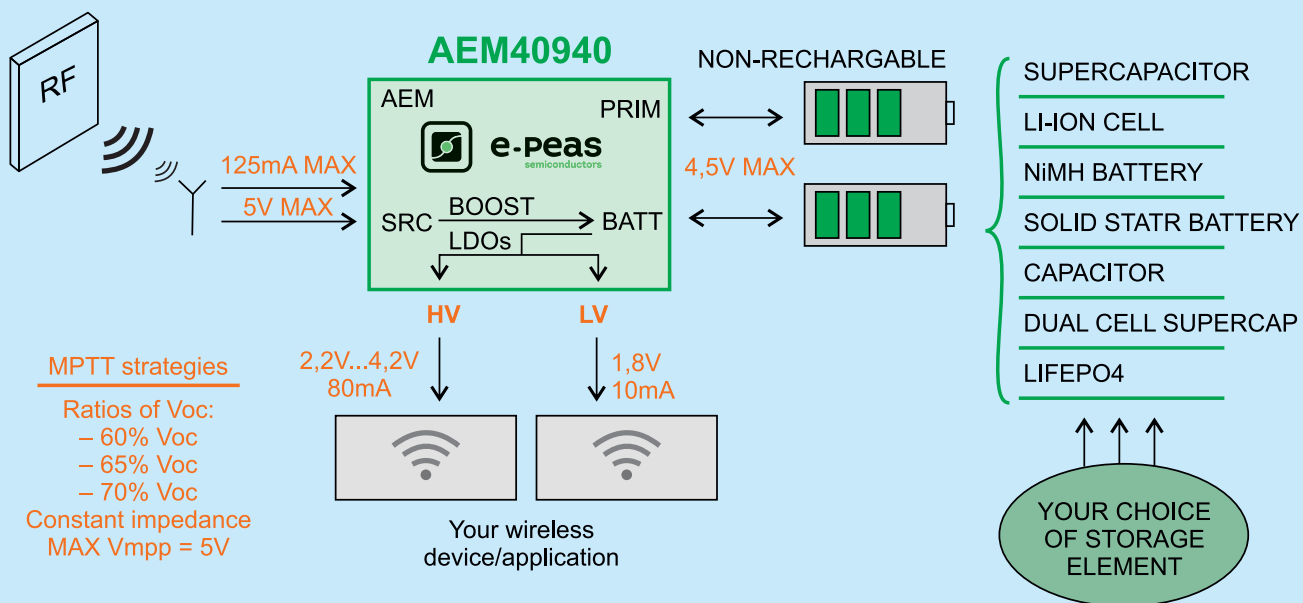 RF
125mA MAX
5V MAX
AEM40940
AEM
PRIM
e-peas
semiconductors
SRC
BOOST
BATT
LDOs
HV
LV
2,2V...4,2V
80mA
1,8V
10mA
Your wireless
device/application
MPTT strategies
Ratios of Voc:
– 60% Voc
– 65% Voc
– 70% Voc
Constant impedance
MAX Vmpp = 5V
NON-RECHARGABLE
4,5V MAX
SUPERCAPACITOR
LI-ION CELL
NiMH BATTERY
SOLID STATR BATTERY
CAPACITOR
DUAL CELL SUPERCAP
LIFEPO4
YOUR CHOICE
OF STORAGE
ELEMENT